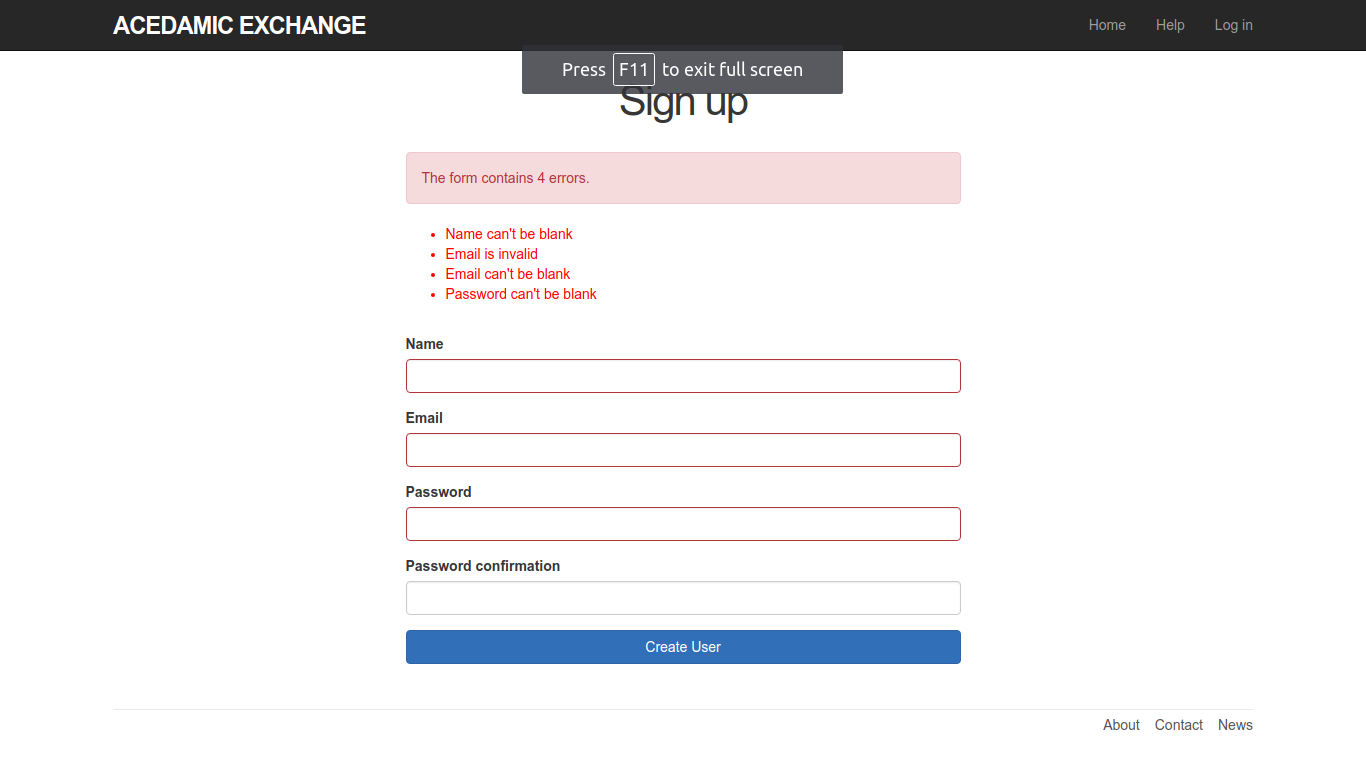 ACEDAMIC EXCHANGE Home Help Log in
Press F11 to exit full screen
Sign up
The form contains 4 errors.
• Name can't be blank
• Email is invalid
• Email can't be blank
• Password can't be blank
Name
Email
Password
Password confirmation
Create User
About Contact News